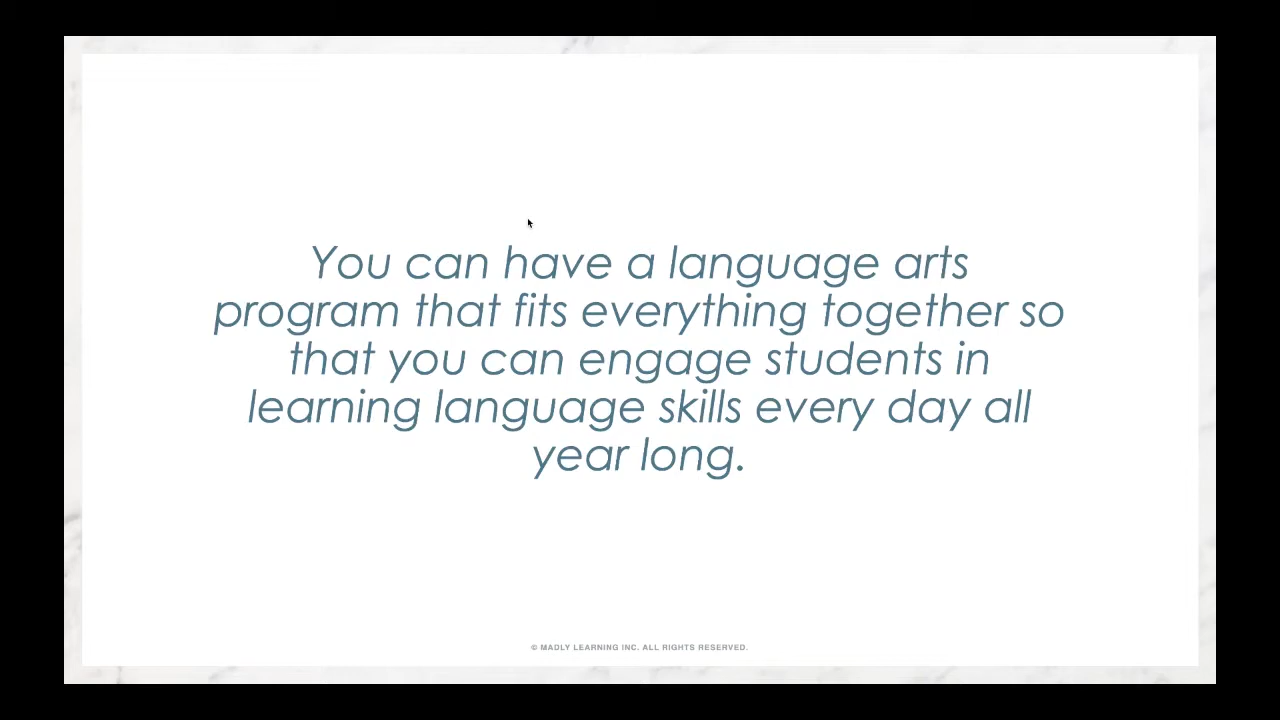 You can have a language arts
program that fits everything together so
that you can engage students in
learning language skills every day all
year long.
© MADLY LEARNING INC. ALL RIGHTS RESERVED.